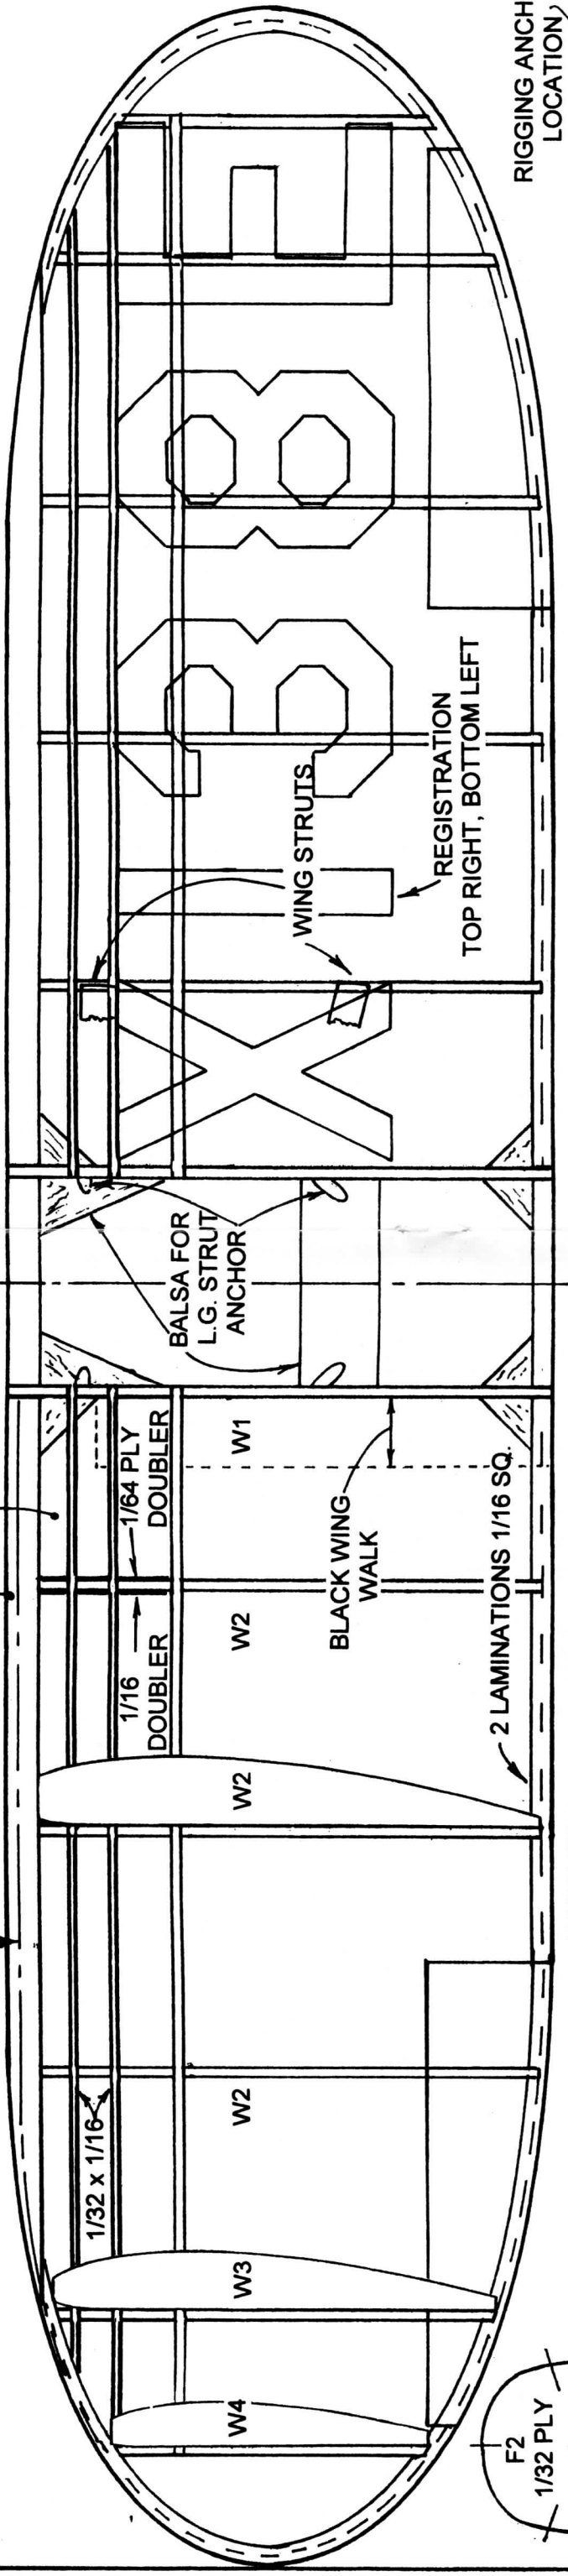 F2
1/32 PLY
W4
W3
1/32 x 1/16
W2
W2
W2
1/16
DOUBLER
1/64 PLY
DOUBLER
W1
2 LAMINATIONS 1/16 SQ.
BLACK WING
WALK
BALSA FOR
L.G. STRUT
ANCHOR
X138E
WING STRUTS
REGISTRATION
TOP RIGHT, BOTTOM LEFT
RIGGING ANCH
LOCATION